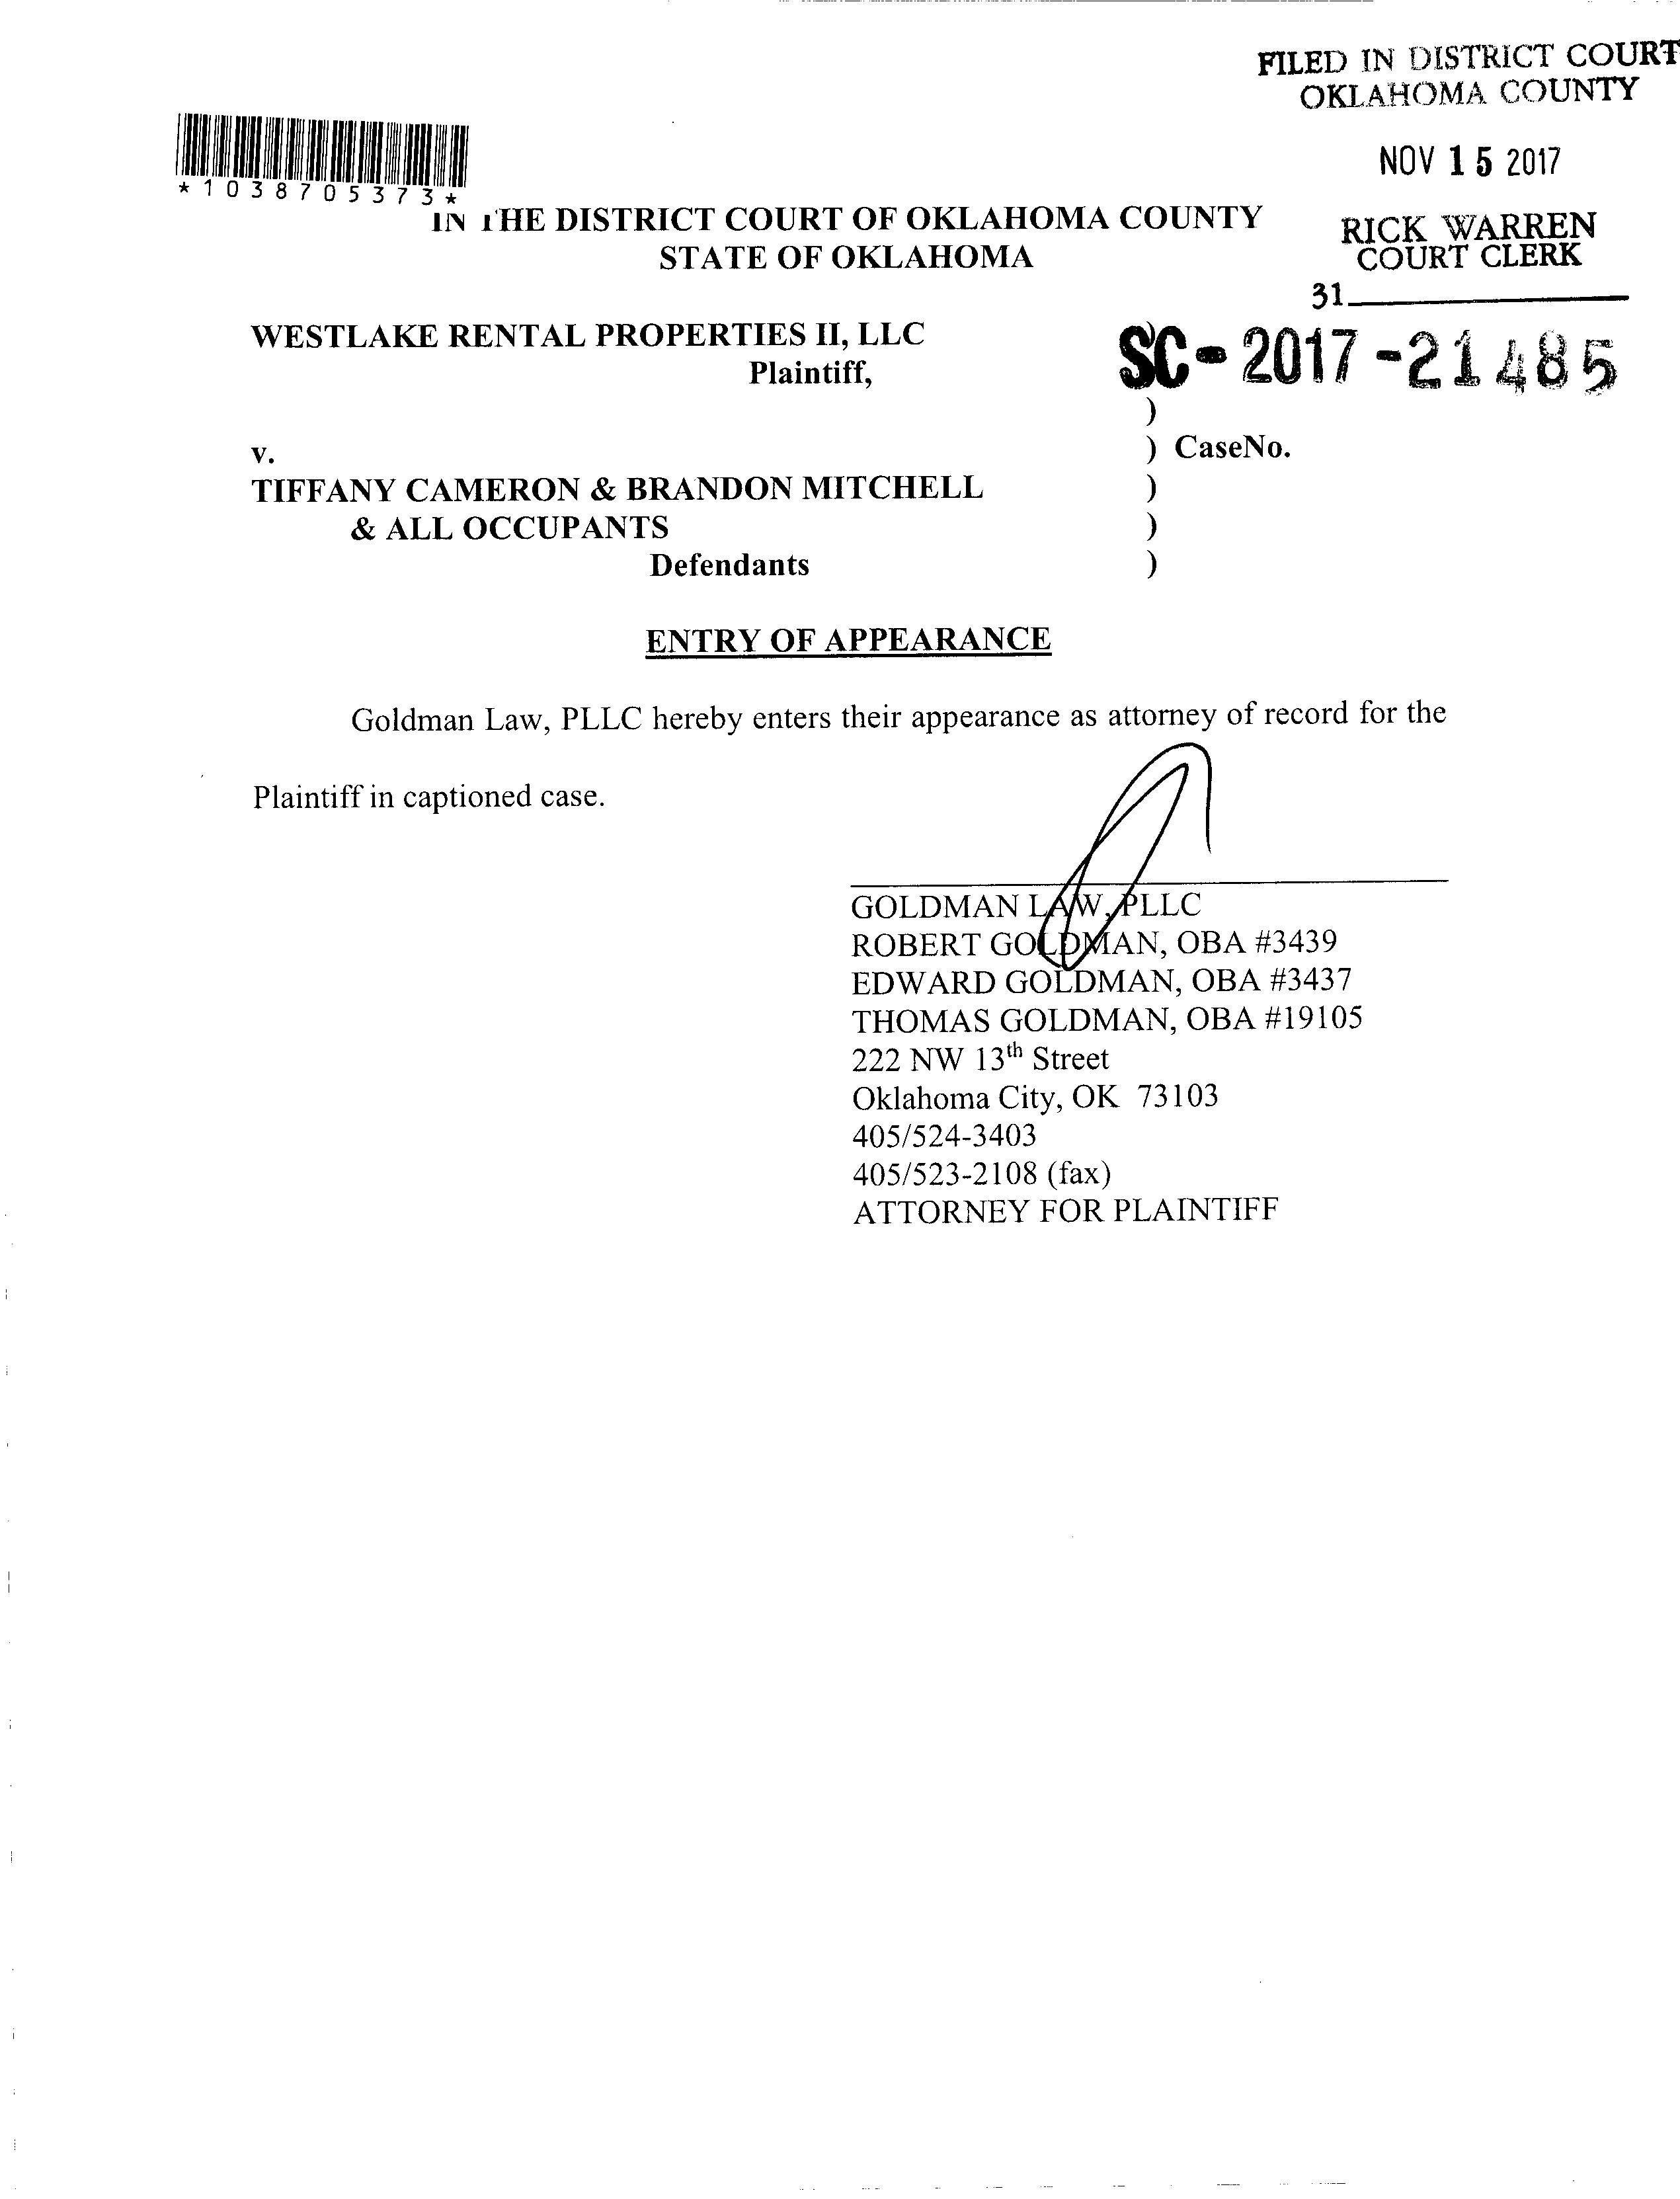 FILED IN DISTRICT COURT
OKLAHOMA COUNTY
NOV 15 2017
RICK WARREN
COURT CLERK
31
*1038705373*
IN THE DISTRICT COURT OF OKLAHOMA COUNTY
STATE OF OKLAHOMA
WESTLAKE RENTAL PROPERTIES II, LLC
Plaintiff,
SC-2017-21485
)
v.
) CaseNo.
TIFFANY CAMERON & BRANDON MITCHELL )
& ALL OCCUPANTS )
Defendants )
ENTRY OF APPEARANCE
Goldman Law, PLLC hereby enters their appearance as attorney of record for the
Plaintiff in captioned case.
GOLDMAN LAW, PLLC
ROBERT GOLDMAN, OBA #3439
EDWARD GOLDMAN, OBA #3437
THOMAS GOLDMAN, OBA #19105
222 NW 13th Street
Oklahoma City, OK 73103
405/524-3403
405/523-2108 (fax)
ATTORNEY FOR PLAINTIFF